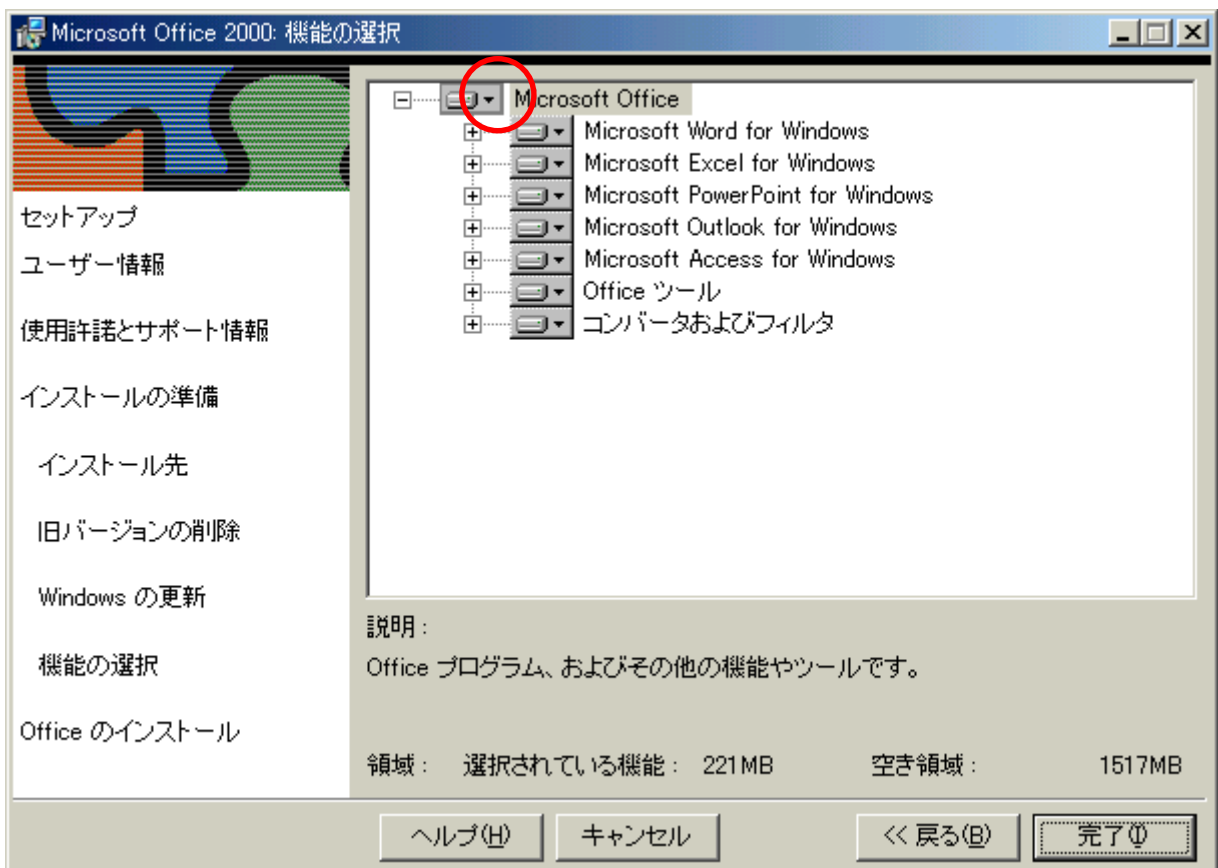 Microsoft Office 2000: 機能の選択
Microsoft Office
Microsoft Word for Windows
Microsoft Excel for Windows
Microsoft PowerPoint for Windows
Microsoft Outlook for Windows
Microsoft Access for Windows
Office ツール
コンバータおよびフィルタ
セットアップ
ユーザー情報
使用許諾とサポート情報
インストールの準備
インストール先
旧バージョンの削除
Windows の更新
機能の選択
Office のインストール
説明:
Office プログラム、およびその他の機能やツールです。
領域: 選択されている機能: 221MB 空き領域: 1517MB
ヘルプ(H) キャンセル << 戻る(B) 完了(I)